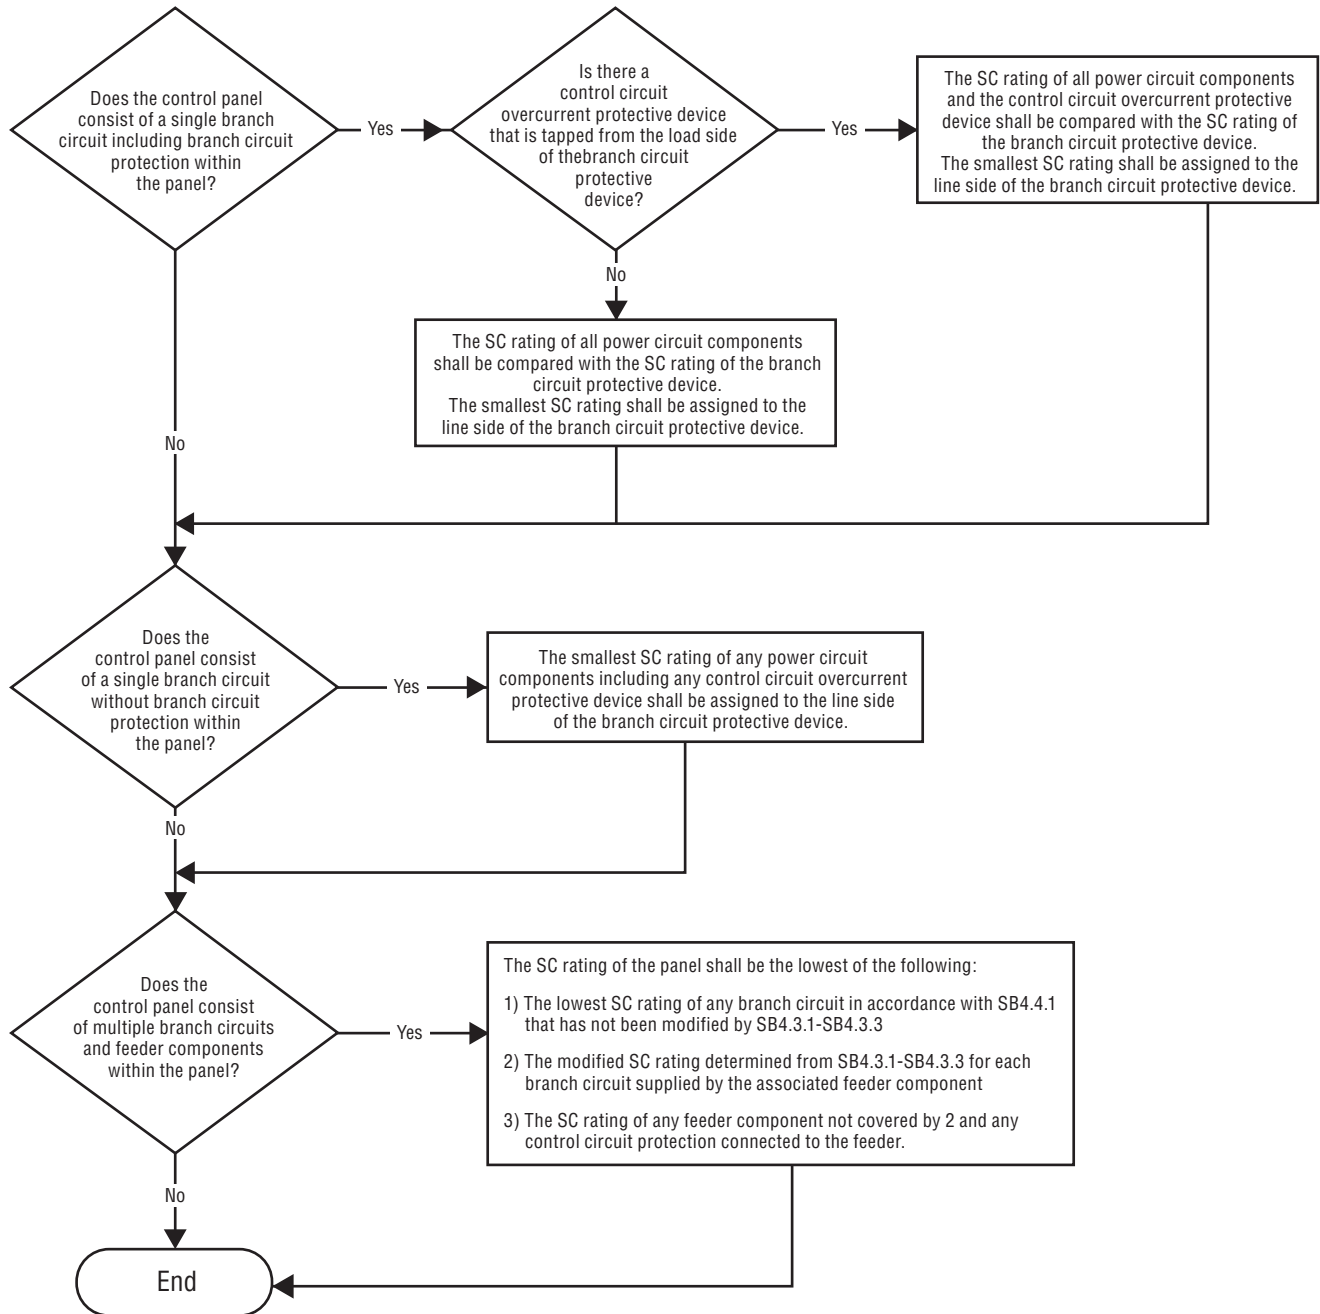 Does the control panel
consist of a single branch
circuit including branch circuit
protection within
the panel?
Yes
Is there a
control circuit
overcurrent protective device
that is tapped from the load side
of thebranch circuit
protective
device?
Yes
The SC rating of all power circuit components
and the control circuit overcurrent protective
device shall be compared with the SC rating of
the branch circuit protective device.
The smallest SC rating shall be assigned to the
line side of the branch circuit protective device.
No
The SC rating of all power circuit components
shall be compared with the SC rating of the branch
circuit protective device.
The smallest SC rating shall be assigned to the
line side of the branch circuit protective device.
No
Does the
control panel consist
of a single branch circuit
without branch circuit
protection within
the panel?
Yes
The smallest SC rating of any power circuit
components including any control circuit overcurrent
protective device shall be assigned to the line side
of the branch circuit protective device.
No
Does the
control panel consist
of multiple branch circuits
and feeder components
within the panel?
Yes
The SC rating of the panel shall be the lowest of the following:
1) The lowest SC rating of any branch circuit in accordance with SB4.4.1
that has not been modified by SB4.3.1-SB4.3.3
2) The modified SC rating determined from SB4.3.1-SB4.3.3 for each
branch circuit supplied by the associated feeder component
3) The SC rating of any feeder component not covered by 2 and any
control circuit protection connected to the feeder.
No
End